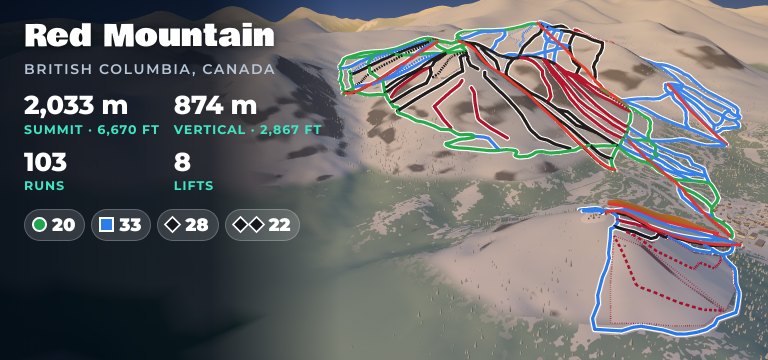 Red Mountain
BRITISH COLUMBIA, CANADA
2,033 m 874 m
SUMMIT · 6,670 FT VERTICAL · 2,867 FT
103 8
RUNS LIFTS
20 33 28 22